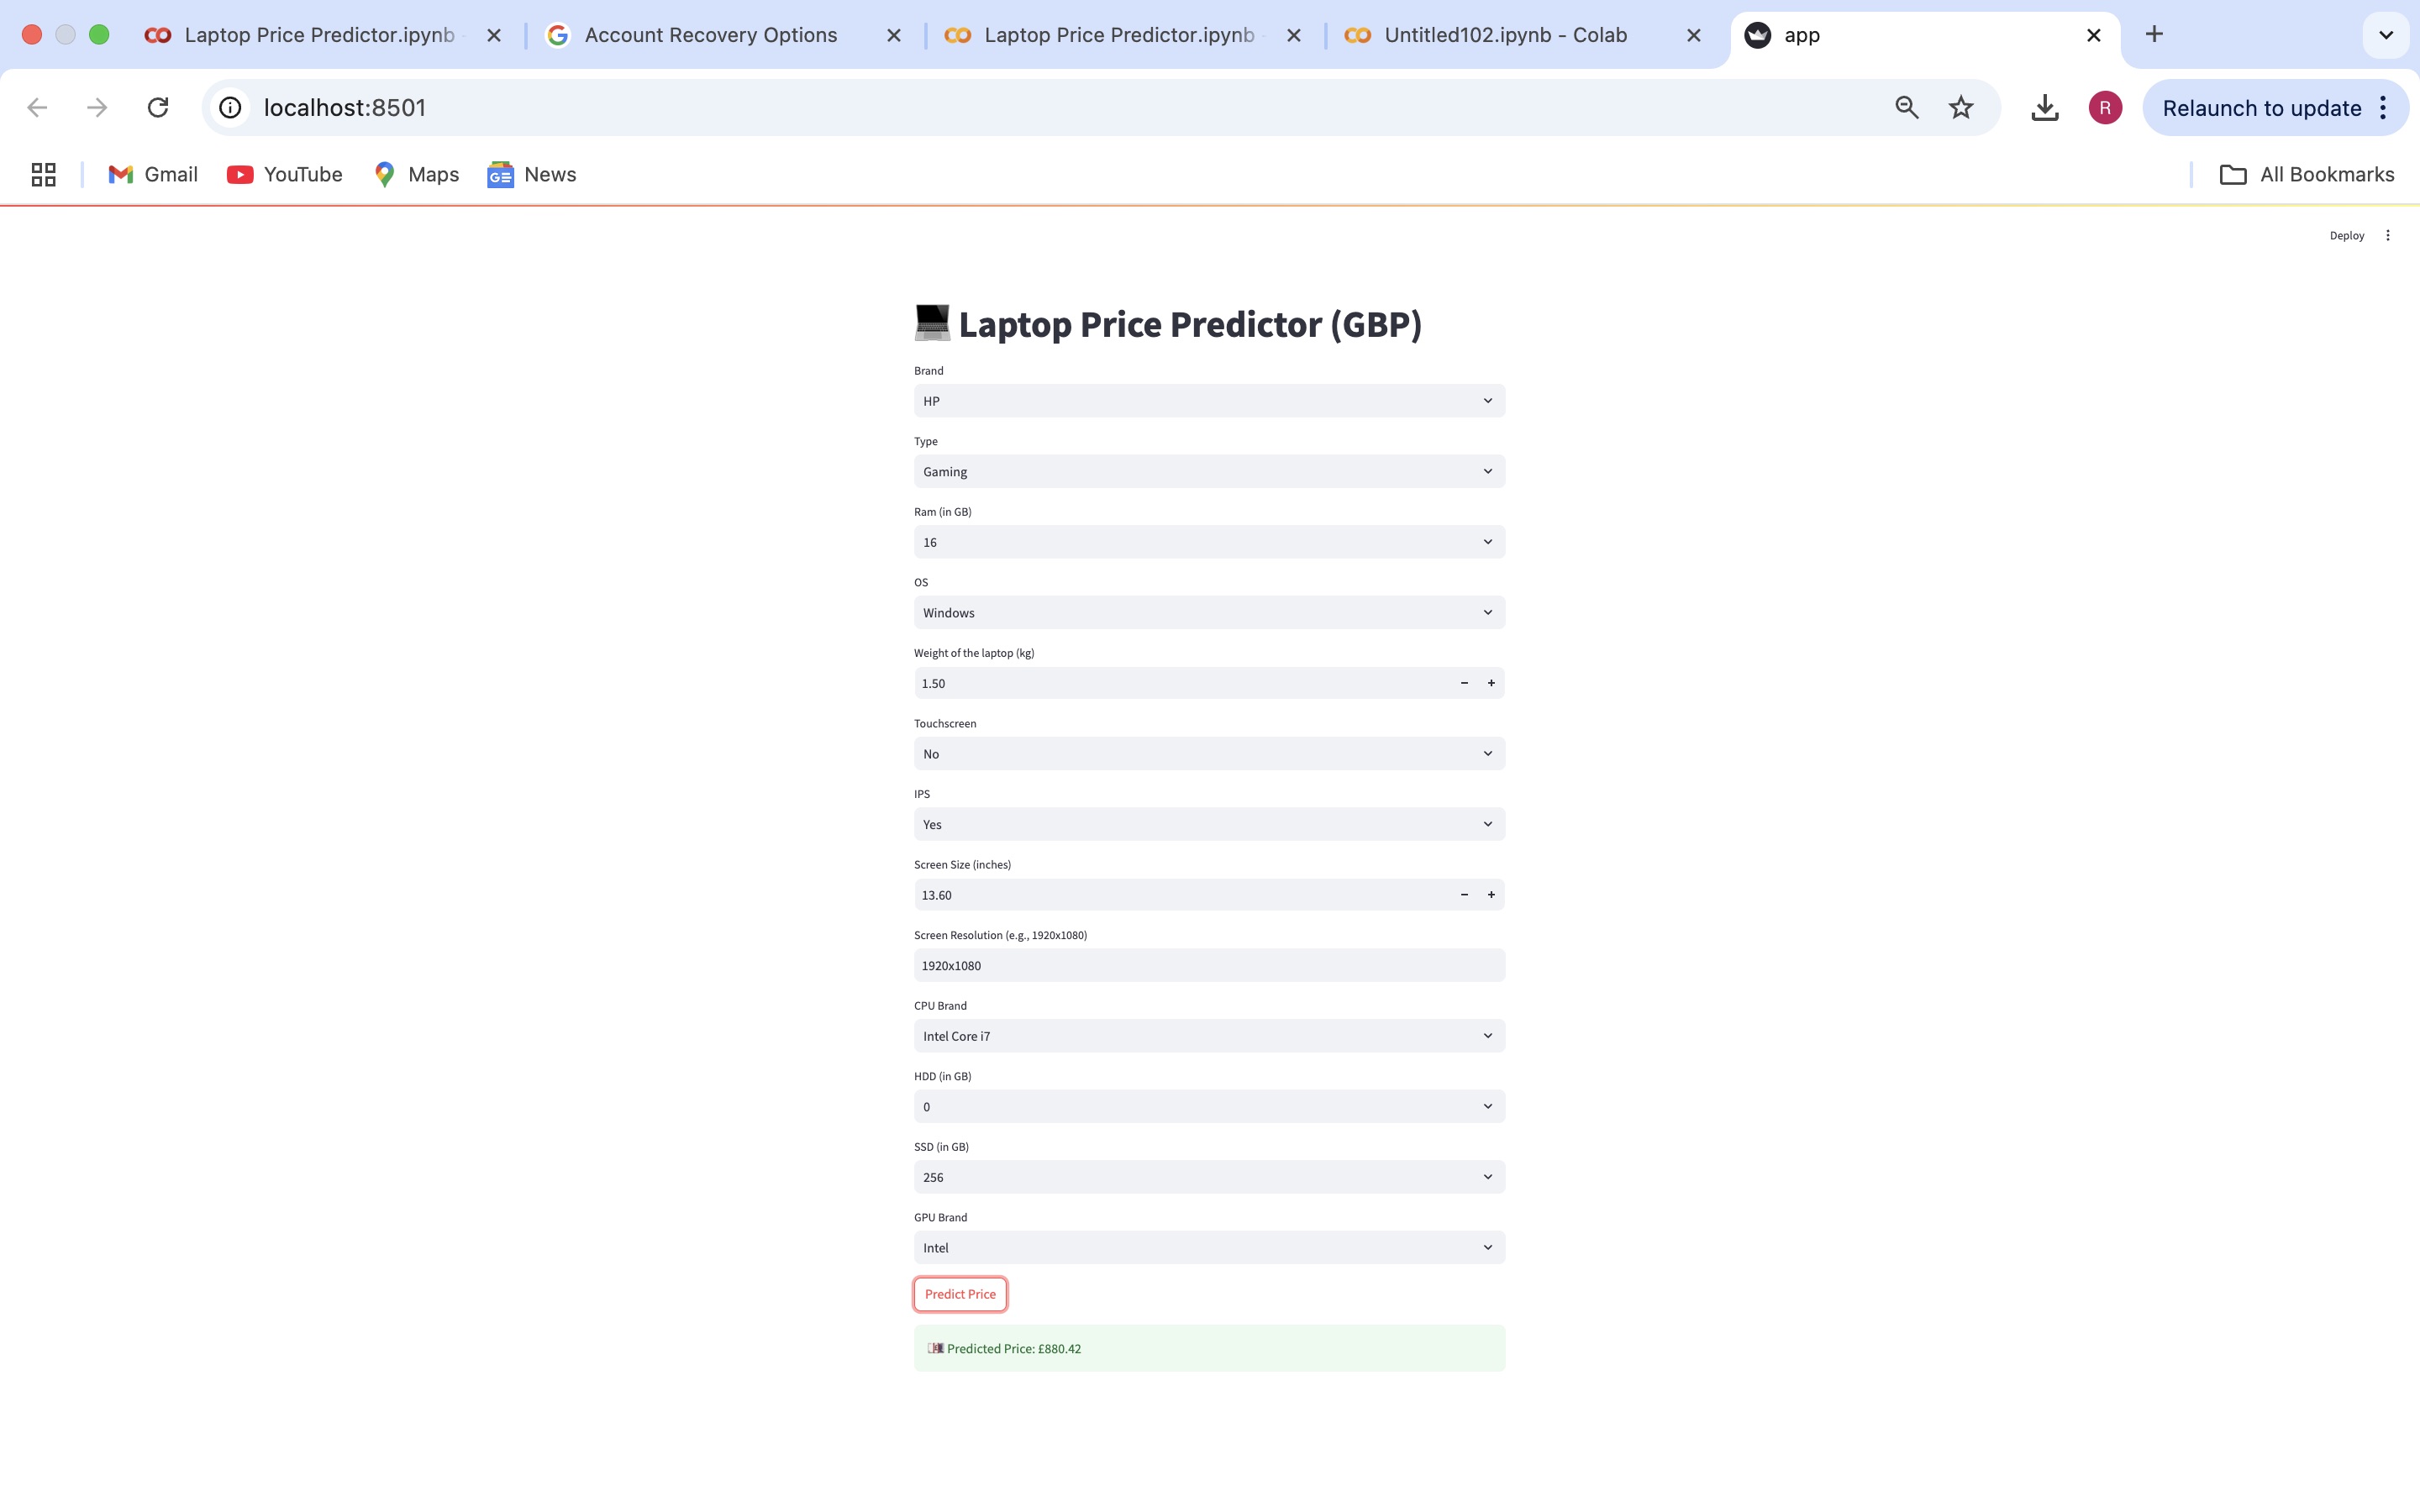 Laptop Price Predictor.ipynb
Account Recovery Options
Laptop Price Predictor.ipynb
Untitled102.ipynb - Colab
app
localhost:8501
R
Relaunch to update
Gmail
YouTube
Maps
News
All Bookmarks
Deploy
Laptop Price Predictor (GBP)
Brand
HP
Type
Gaming
Ram (in GB)
16
OS
Windows
Weight of the laptop (kg)
1.50
Touchscreen
No
IPS
Yes
Screen Size (inches)
13.60
Screen Resolution (e.g., 1920x1080)
1920x1080
CPU Brand
Intel Core i7
HDD (in GB)
0
SSD (in GB)
256
GPU Brand
Intel
Predict Price
Predicted Price: £880.42